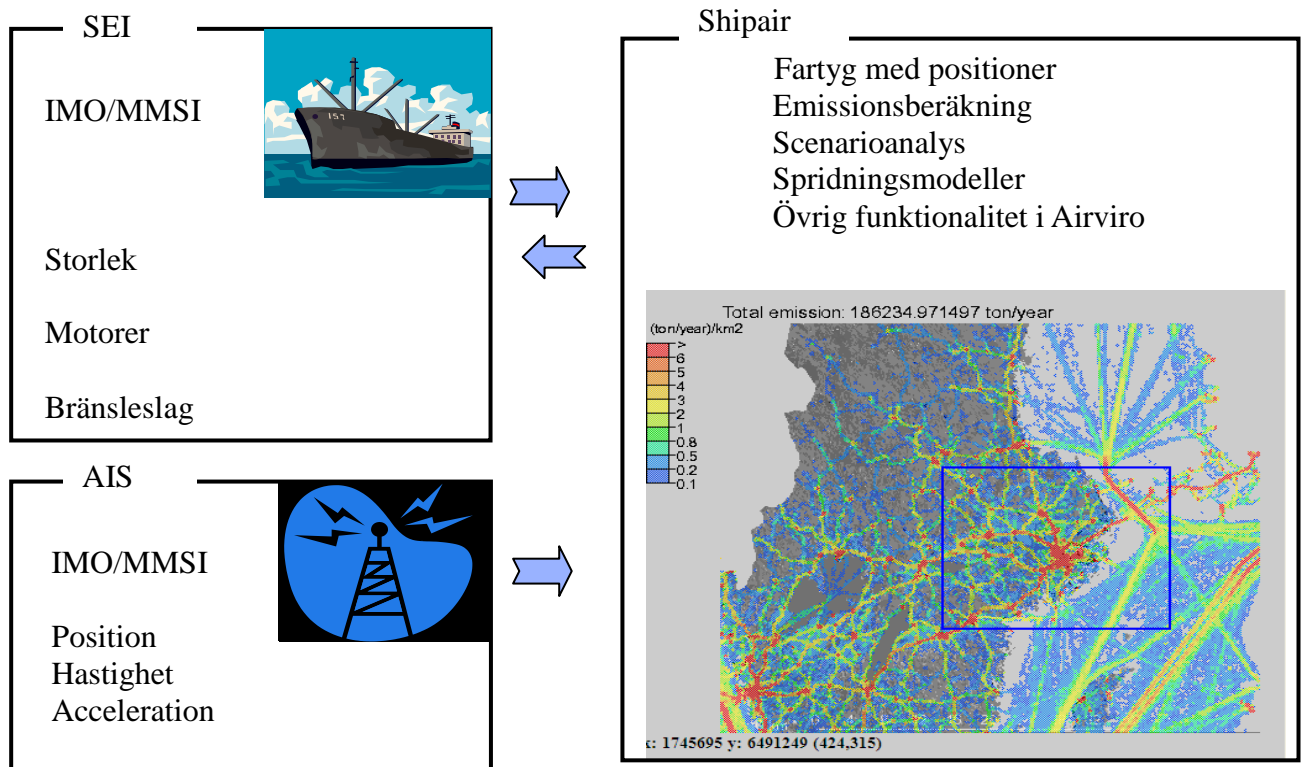 SEI
IMO/MMSI
157
Storlek
Motorer
Bränsleslag
AIS
IMO/MMSI
Position
Hastighet
Acceleration
Shipair
Fartyg med positioner
Emissionsberäkning
Scenarioanalys
Spridningsmodeller
Övrig funktionalitet i Airviro
Total emission: 186234.971497 ton/year
(ton/year)/km2
>
6
5
4
3
2
1
0.8
0.5
0.2
0.1
: 1745695 y: 6491249 (424,315)